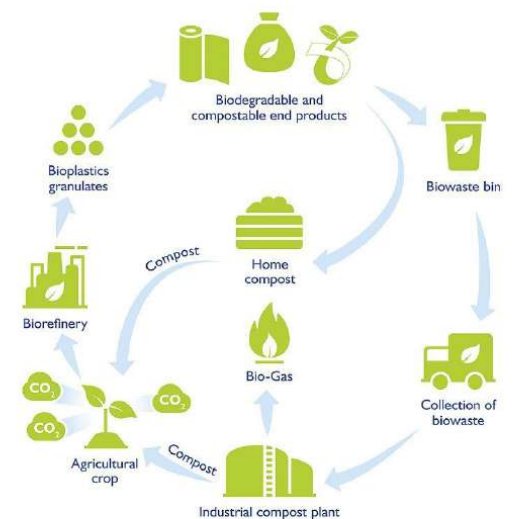 Biodegradable and
compostable end products
Bioplastics
granulates
Biowaste bin
Compost
Home
compost
Biorefinery
Bio-Gas
CO2
CO2
CO2
Collection of
biowaste
Agricultural
crop
Compost
Industrial compost plant